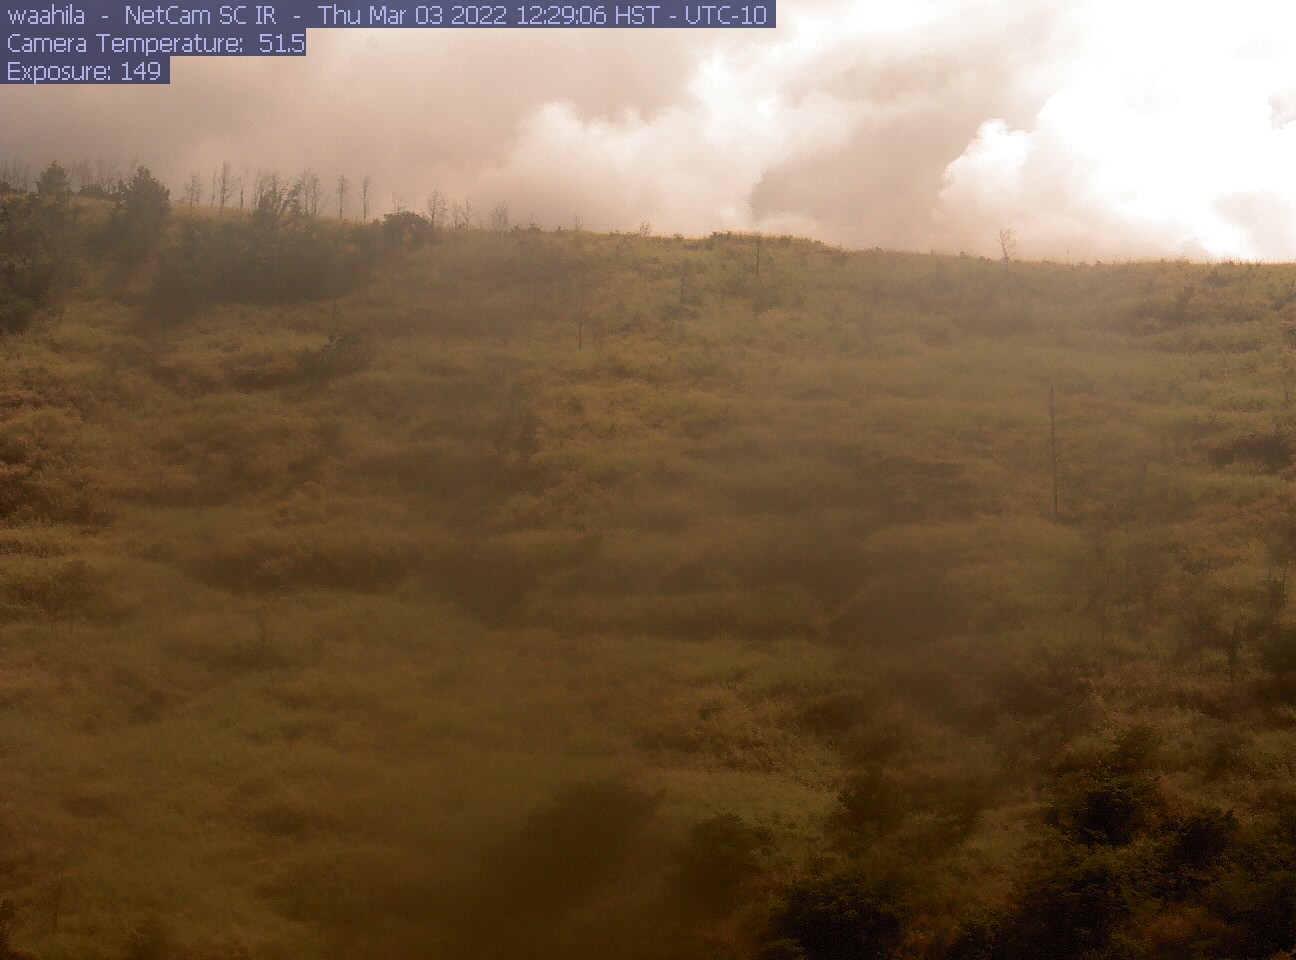 waahila - NetCam SC IR - Thu Mar 03 2022 12:29:06 HST - UTC-10
Camera Temperature: 51.5
Exposure: 149